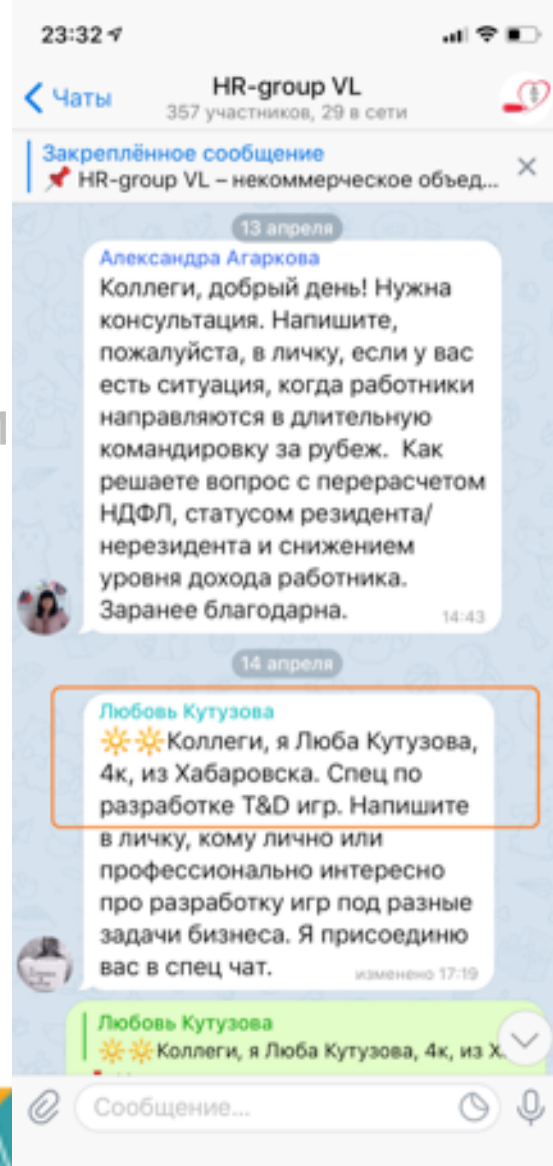 23:32
Чаты
HR-group VL
357 участников, 29 в сети
Закреплённое сообщение
📌 HR-group VL – некоммерческое объед...
13 апреля
Александра Агаркова
Коллеги, добрый день! Нужна
консультация. Напишите,
пожалуйста, в личку, если у вас
есть ситуация, когда работники
направляются в длительную
командировку за рубеж. Как
решаете вопрос с перерасчетом
НДФЛ, статусом резидента/
нерезидента и снижением
уровня дохода работника.
Заранее благодарна.
14:43
14 апреля
Любовь Кутузова
🔆🔆Коллеги, я Люба Кутузова,
4к, из Хабаровска. Спец по
разработке T&D игр. Напишите
в личку, кому лично или
профессионально интересно
про разработку игр под разные
задачи бизнеса. Я присоединю
вас в спец чат.
изменено 17:19
Любовь Кутузова
🔆🔆Коллеги, я Люба Кутузова, 4к, из Х
Сообщение...